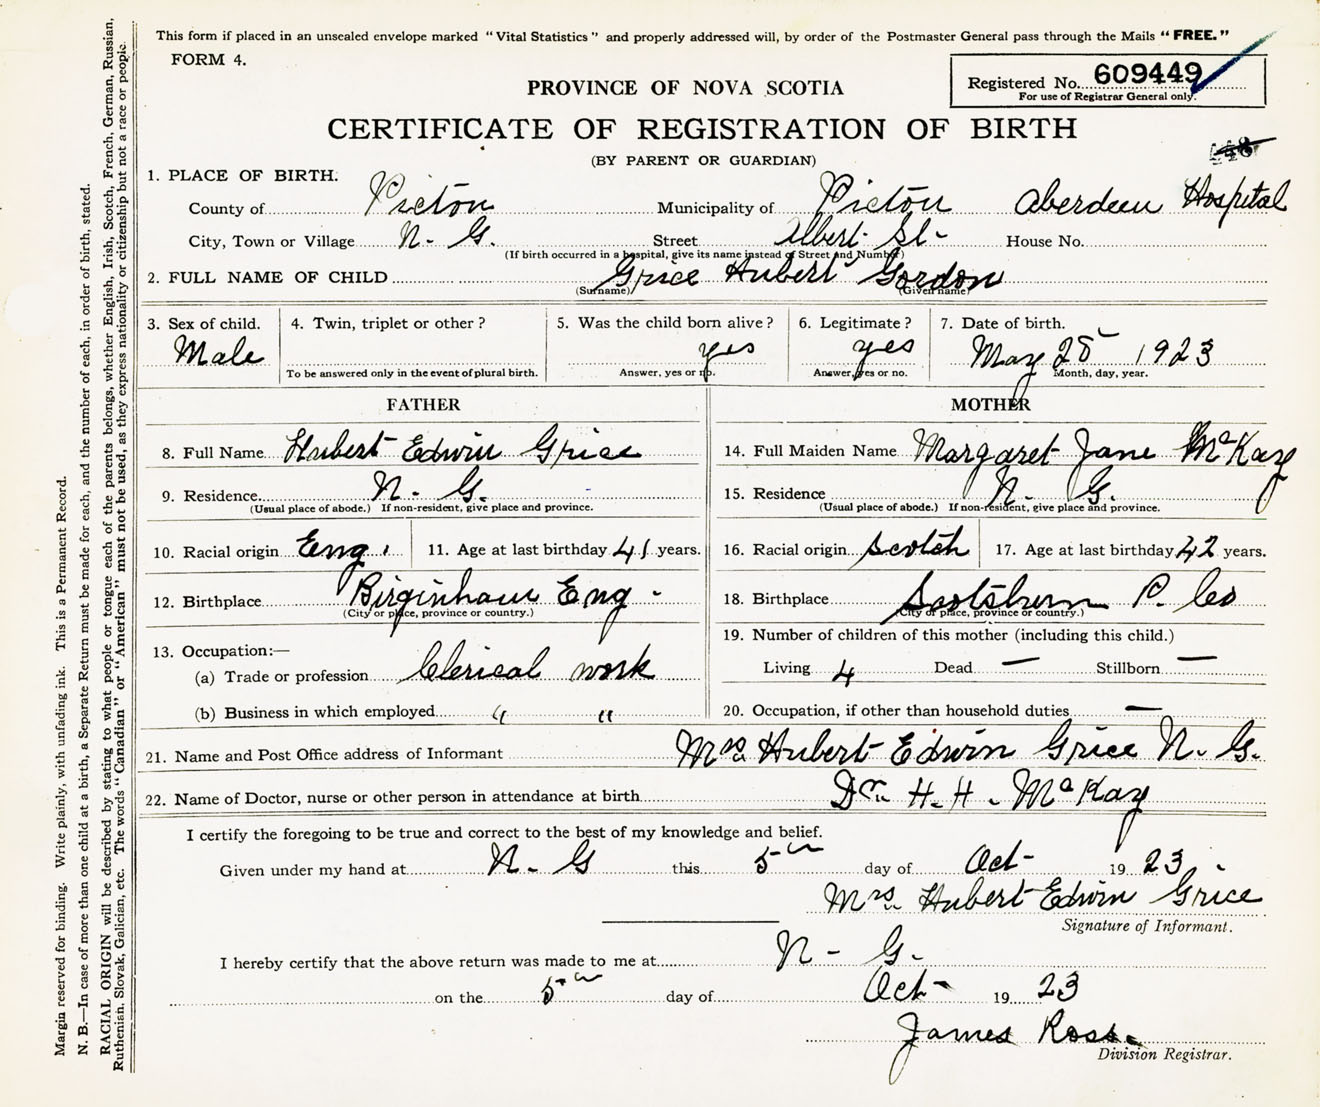 This form if placed in an unsealed envelope marked "Vital Statistics" and properly addressed will, by order of the Postmaster General pass through the Mails "FREE."
FORM 4.
Registered No. 609449
For use of Registrar General only.
PROVINCE OF NOVA SCOTIA
CERTIFICATE OF REGISTRATION OF BIRTH
(BY PARENT OR GUARDIAN)
448
1. PLACE OF BIRTH.
County of Picton Municipality of Picton Aberdeen Hospital
City, Town or Village N. G. Street Albert St. House No.
(If birth occurred in a hospital, give its name instead of Street and Number)
2. FULL NAME OF CHILD Grice Hubert Gordon
(Surname) (Given name)
3. Sex of child. 4. Twin, triplet or other? 5. Was the child born alive? 6. Legitimate? 7. Date of birth.
Male yes yes May 28 1923
To be answered only in the event of plural birth. Answer, yes or no. Answer, yes or no. Month, day, year.
FATHER
8. Full Name Hubert Edwin Grice
9. Residence N. G.
(Usual place of abode.) If non-resident, give place and province.
10. Racial origin Eng. 11. Age at last birthday 41 years.
12. Birthplace Birginham Eng.
(City or place, province or country.)
13. Occupation:—
(a) Trade or profession Clerical work
(b) Business in which employed " "
MOTHER
14. Full Maiden Name Margaret Jane McKay
15. Residence N. G.
(Usual place of abode.) If non-resident, give place and province.
16. Racial origin Scotch 17. Age at last birthday 42 years.
18. Birthplace Scotsburn P. Co
(City or place, province or country.)
19. Number of children of this mother (including this child.)
Living 4 Dead — Stillborn —
20. Occupation, if other than household duties —
21. Name and Post Office address of Informant Mrs Hubert Edwin Grice N. G.
22. Name of Doctor, nurse or other person in attendance at birth Dr. H. H. McKay
I certify the foregoing to be true and correct to the best of my knowledge and belief.
Given under my hand at N. G this 5th day of Oct 1923.
Mrs. Hubert Edwin Grice
Signature of Informant.
I hereby certify that the above return was made to me at N. G.
on the 5th day of Oct 1923
James Ross
Division Registrar.
Margin reserved for binding. Write plainly, with unfading ink. This is a Permanent Record.
N. B.—In case of more than one child at a birth, a Separate Return must be made for each, and the number of each, in order of birth, stated.
RACIAL ORIGIN will be described by stating to what people or tongue each of the parents belongs, whether English, Irish, Scotch, French, German, Russian,
Ruthenian, Slovak, Galician, etc. The words "Canadian" or "American" must not be used, as they express nationality or citizenship but not a race or people.